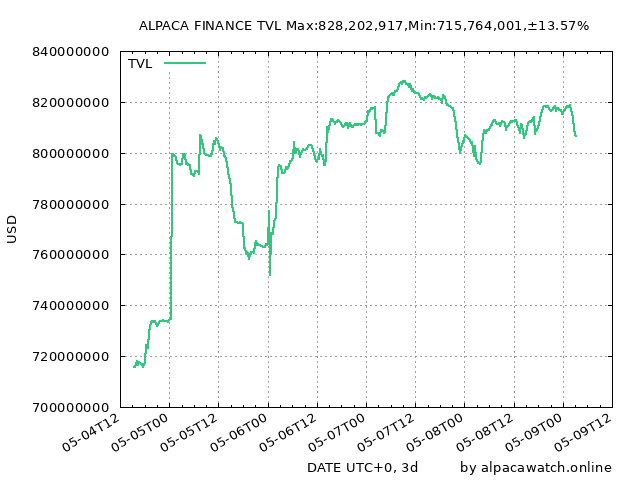 ALPACA FINANCE TVL Max:828,202,917,Min:715,764,001,±13.57%
TVL
840000000
820000000
800000000
780000000
760000000
740000000
720000000
700000000
USD
05-04T12
05-05T00
05-05T12
05-06T00
05-06T12
05-07T00
05-07T12
05-08T00
05-08T12
05-09T00
05-09T12
DATE UTC+0, 3d
by alpacawatch.online